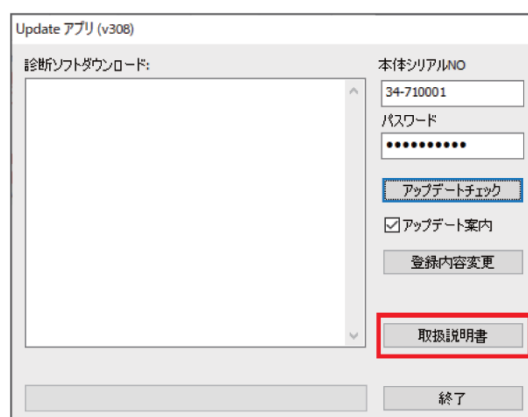 Update アプリ (v308)
診断ソフトダウンロード:
本体シリアルNO
34-710001
パスワード
●●●●●●●●●●
アップデートチェック
アップデート案内
登録内容変更
取扱説明書
終了